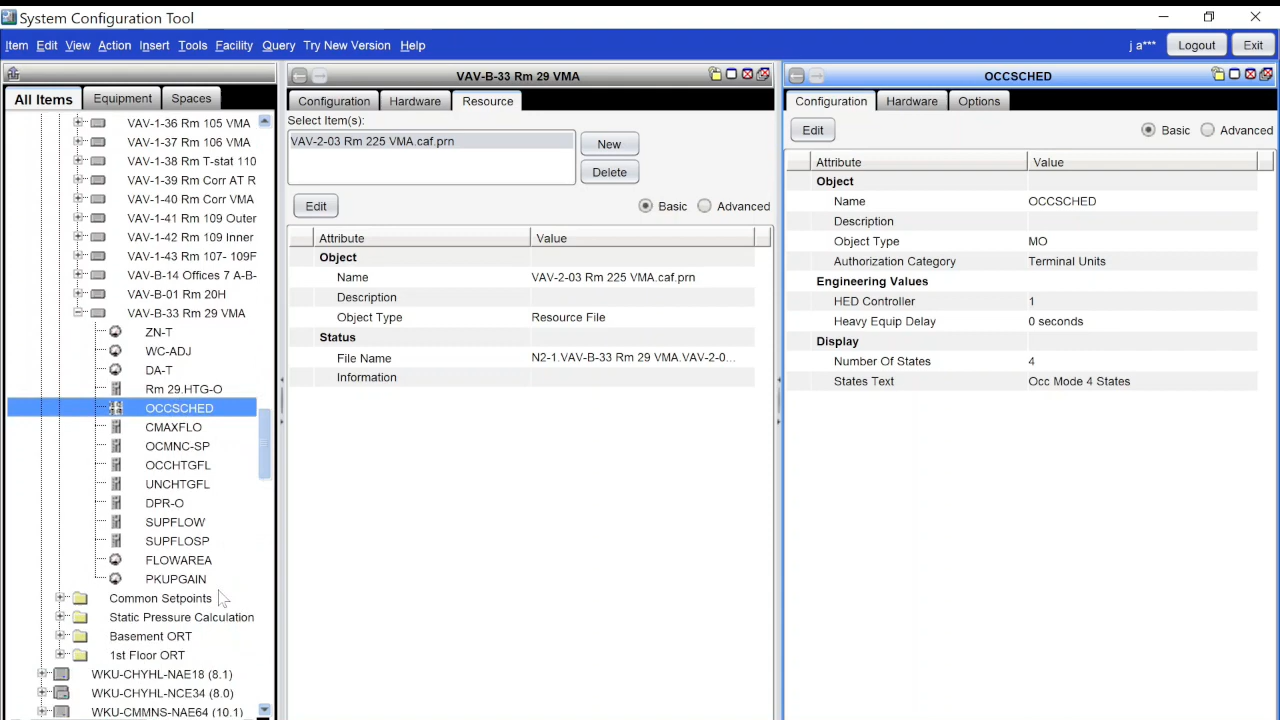 System Configuration Tool
Item Edit View Action Insert Tools Facility Query Try New Version Help
j a***
Logout
Exit
All Items
Equipment
Spaces
VAV-1-36 Rm 105 VMA
VAV-1-37 Rm 106 VMA
VAV-1-38 Rm T-stat 110
VAV-1-39 Rm Corr AT R
VAV-1-40 Rm Corr VMA
VAV-1-41 Rm 109 Outer
VAV-1-42 Rm 109 Inner
VAV-1-43 Rm 107- 109F
VAV-B-14 Offices 7 A-B-
VAV-B-01 Rm 20H
VAV-B-33 Rm 29 VMA
ZN-T
WC-ADJ
DA-T
Rm 29.HTG-O
OCCSCHED
CMAXFLO
OCMNC-SP
OCCHTGFL
UNCHTGFL
DPR-O
SUPFLOW
SUPFLOSP
FLOWAREA
PKUPGAIN
Common Setpoints
Static Pressure Calculation
Basement ORT
1st Floor ORT
WKU-CHYHL-NAE18 (8.1)
WKU-CHYHL-NCE34 (8.0)
WKU-CMMNS-NAE64 (10.1)
VAV-B-33 Rm 29 VMA
Configuration
Hardware
Resource
Select Item(s):
VAV-2-03 Rm 225 VMA.caf.prn
New
Delete
Edit
Basic
Advanced
Attribute Value
Object
Name VAV-2-03 Rm 225 VMA.caf.prn
Description
Object Type Resource File
Status
File Name N2-1.VAV-B-33 Rm 29 VMA.VAV-2-0...
Information
OCCSCHED
Configuration
Hardware
Options
Edit
Basic
Advanced
Attribute Value
Object
Name OCCSCHED
Description
Object Type MO
Authorization Category Terminal Units
Engineering Values
HED Controller 1
Heavy Equip Delay 0 seconds
Display
Number Of States 4
States Text Occ Mode 4 States